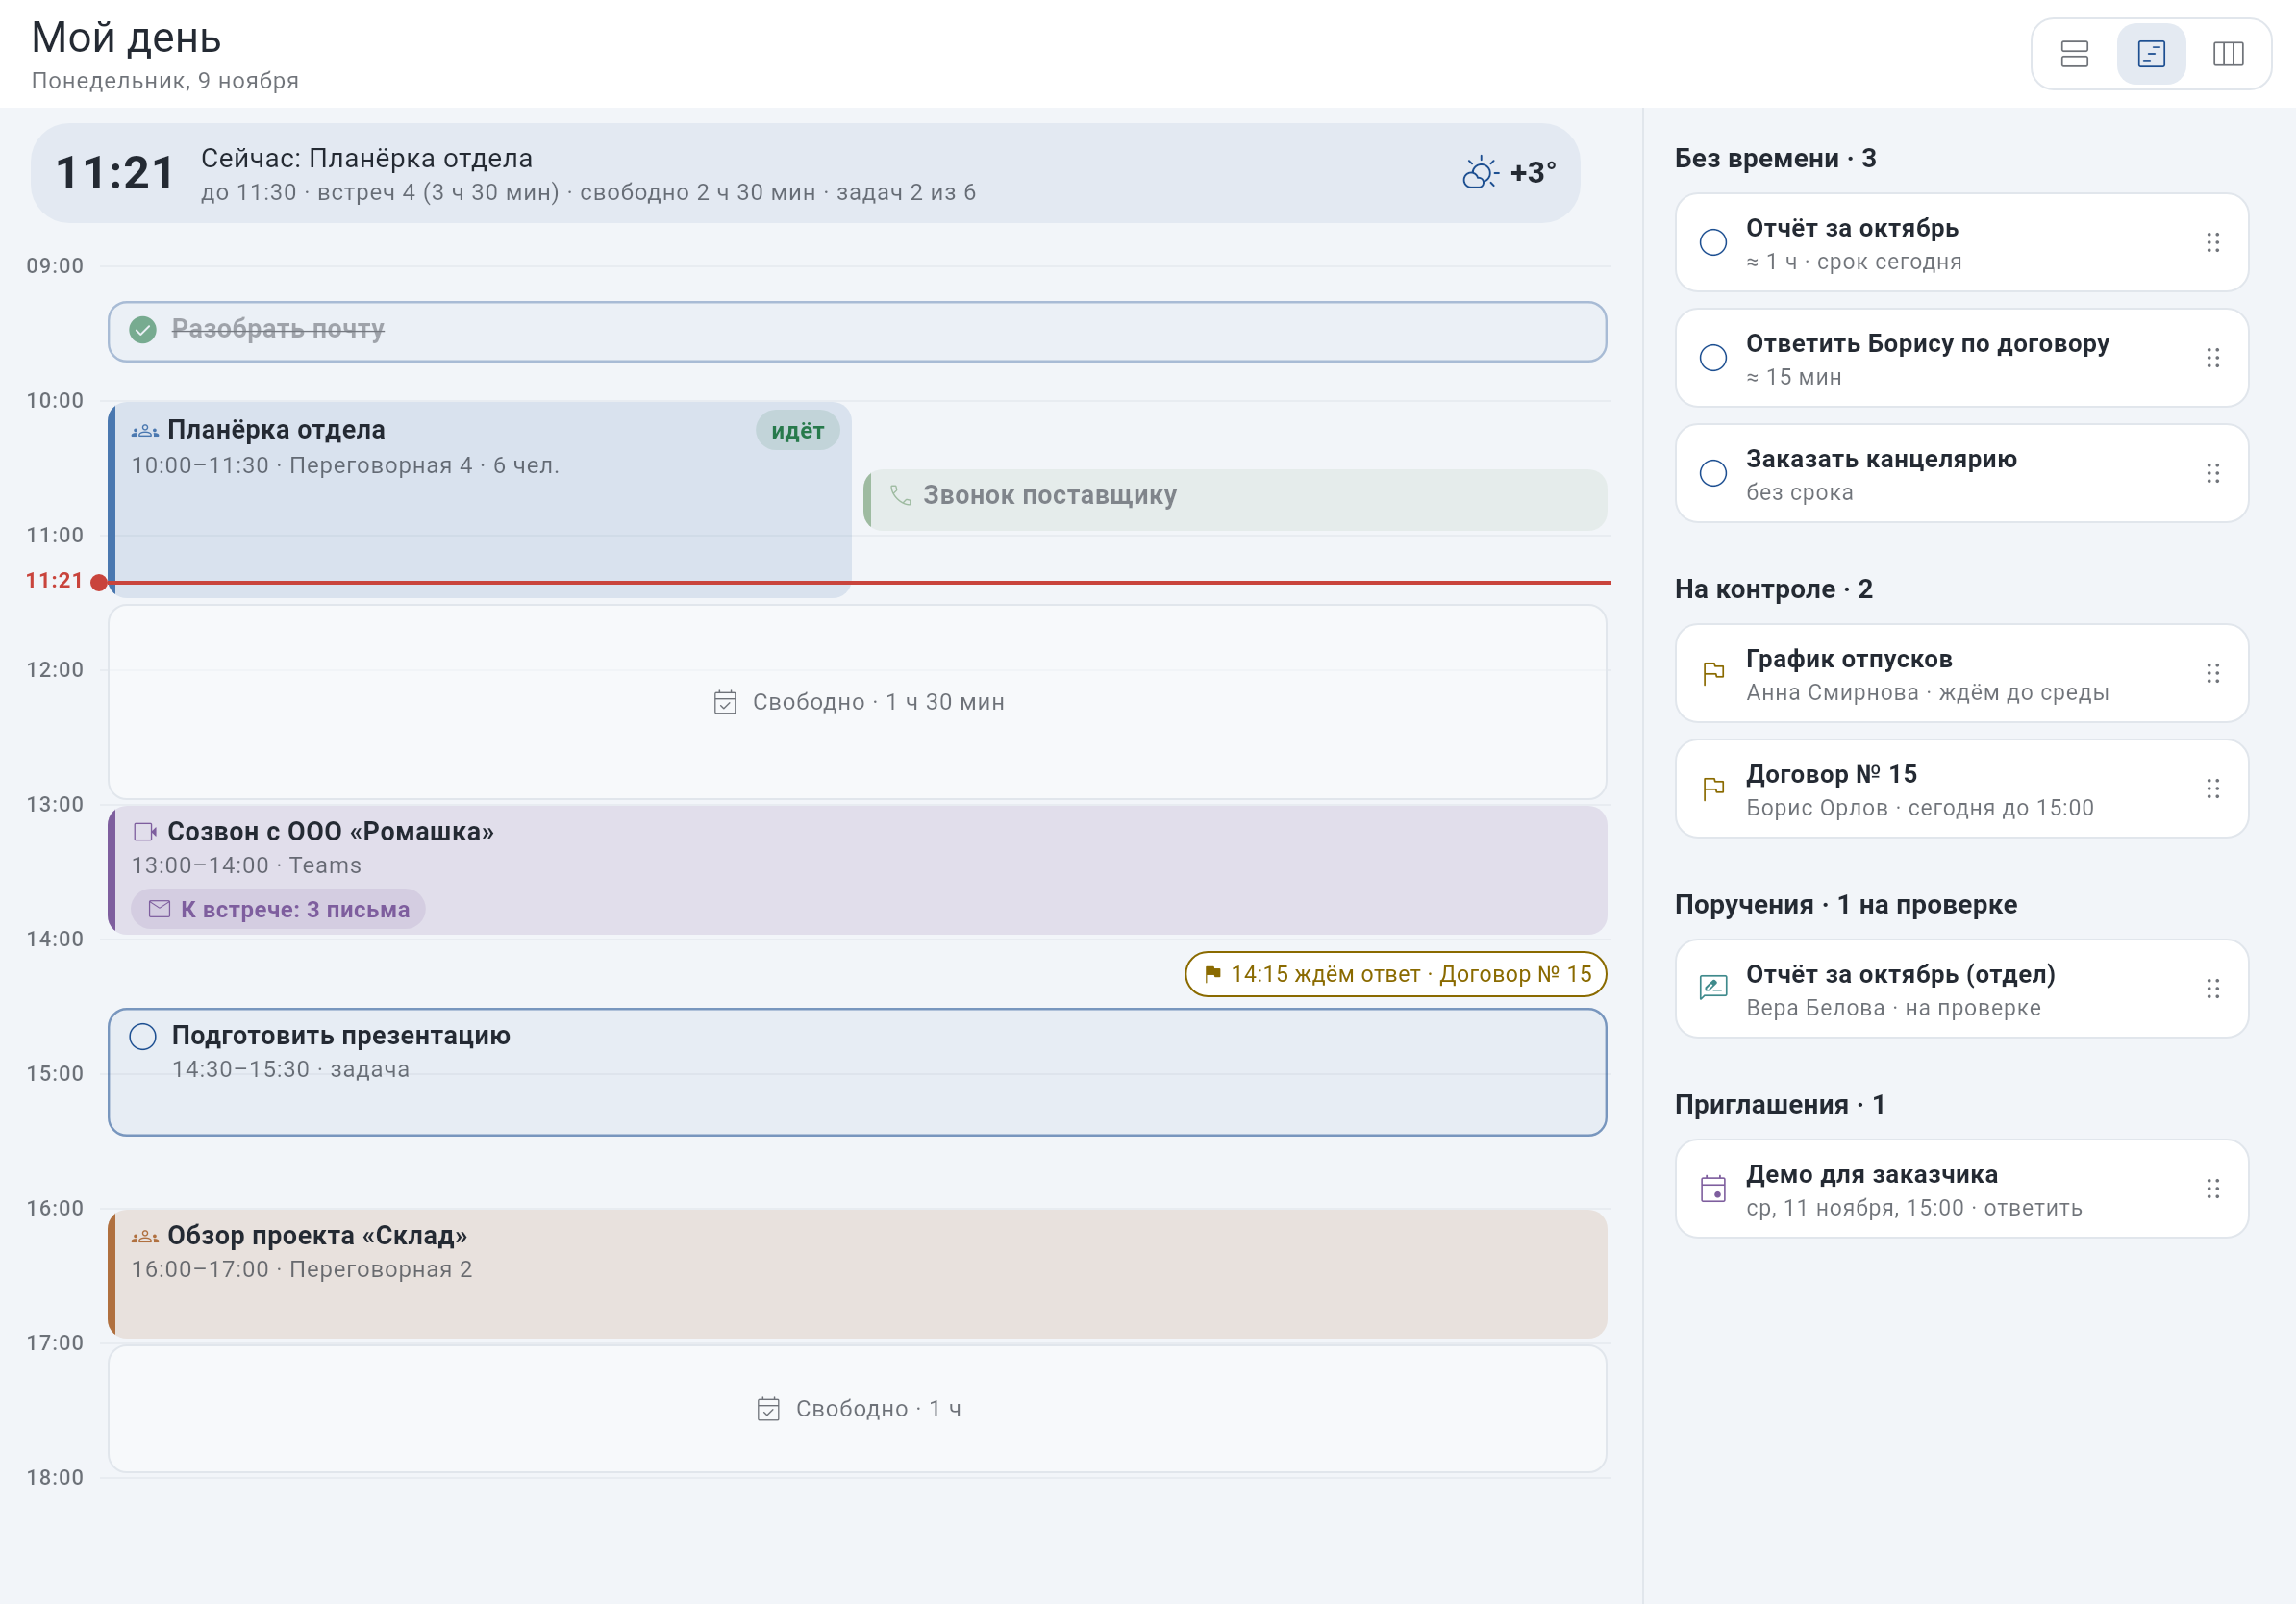 Мой день
Понедельник, 9 ноября
11:21
Сейчас: Планёрка отдела
до 11:30 · встреч 4 (3 ч 30 мин) · свободно 2 ч 30 мин · задач 2 из 6
+3°
09:00
Разобрать почту
10:00
Планёрка отдела
идёт
10:00–11:30 · Переговорная 4 · 6 чел.
Звонок поставщику
11:00
11:21
12:00
Свободно · 1 ч 30 мин
13:00
Созвон с ООО «Ромашка»
13:00–14:00 · Teams
К встрече: 3 письма
14:00
14:15 ждём ответ · Договор № 15
Подготовить презентацию
14:30–15:30 · задача
15:00
16:00
Обзор проекта «Склад»
16:00–17:00 · Переговорная 2
17:00
Свободно · 1 ч
18:00
Без времени · 3
Отчёт за октябрь
≈ 1 ч · срок сегодня
Ответить Борису по договору
≈ 15 мин
Заказать канцелярию
без срока
На контроле · 2
График отпусков
Анна Смирнова · ждём до среды
Договор № 15
Борис Орлов · сегодня до 15:00
Поручения · 1 на проверке
Отчёт за октябрь (отдел)
Вера Белова · на проверке
Приглашения · 1
Демо для заказчика
ср, 11 ноября, 15:00 · ответить